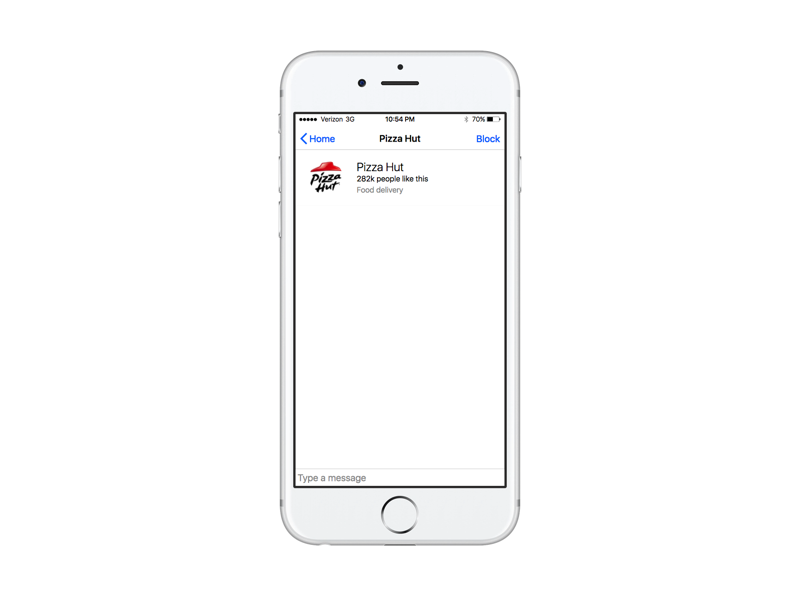 Verizon 3G 10:54 PM 70%
Home Pizza Hut Block
Pizza Hut
Pizza Hut
282k people like this
Food delivery
Type a message